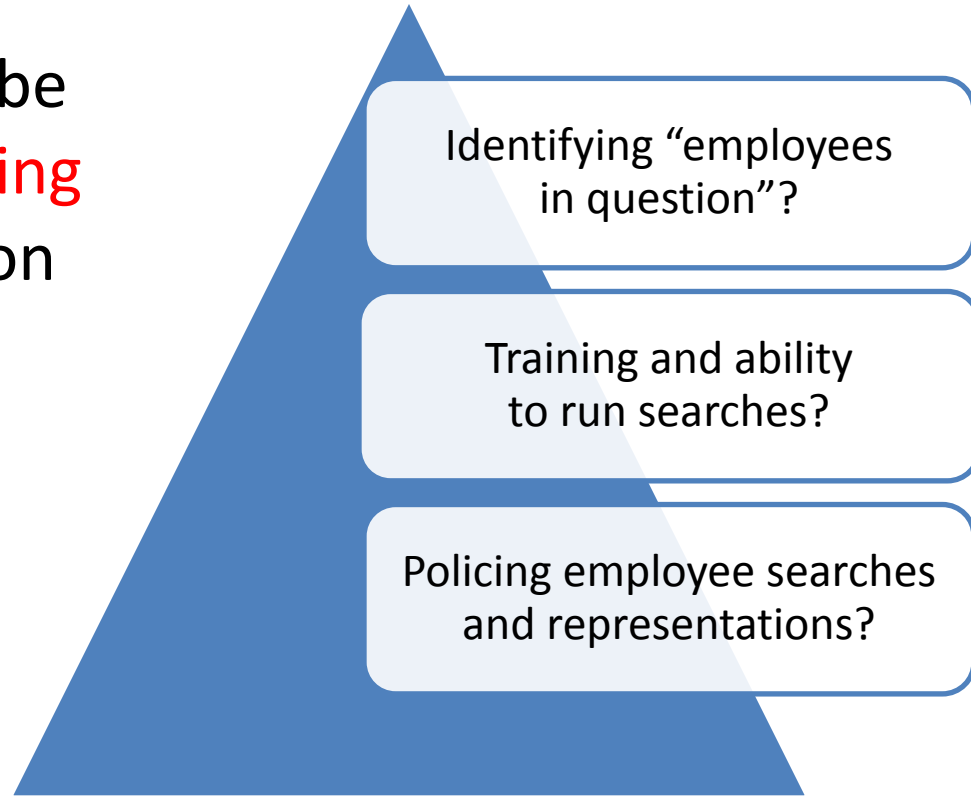 be
ing
on
Identifying “employees
in question”?
Training and ability
to run searches?
Policing employee searches
and representations?